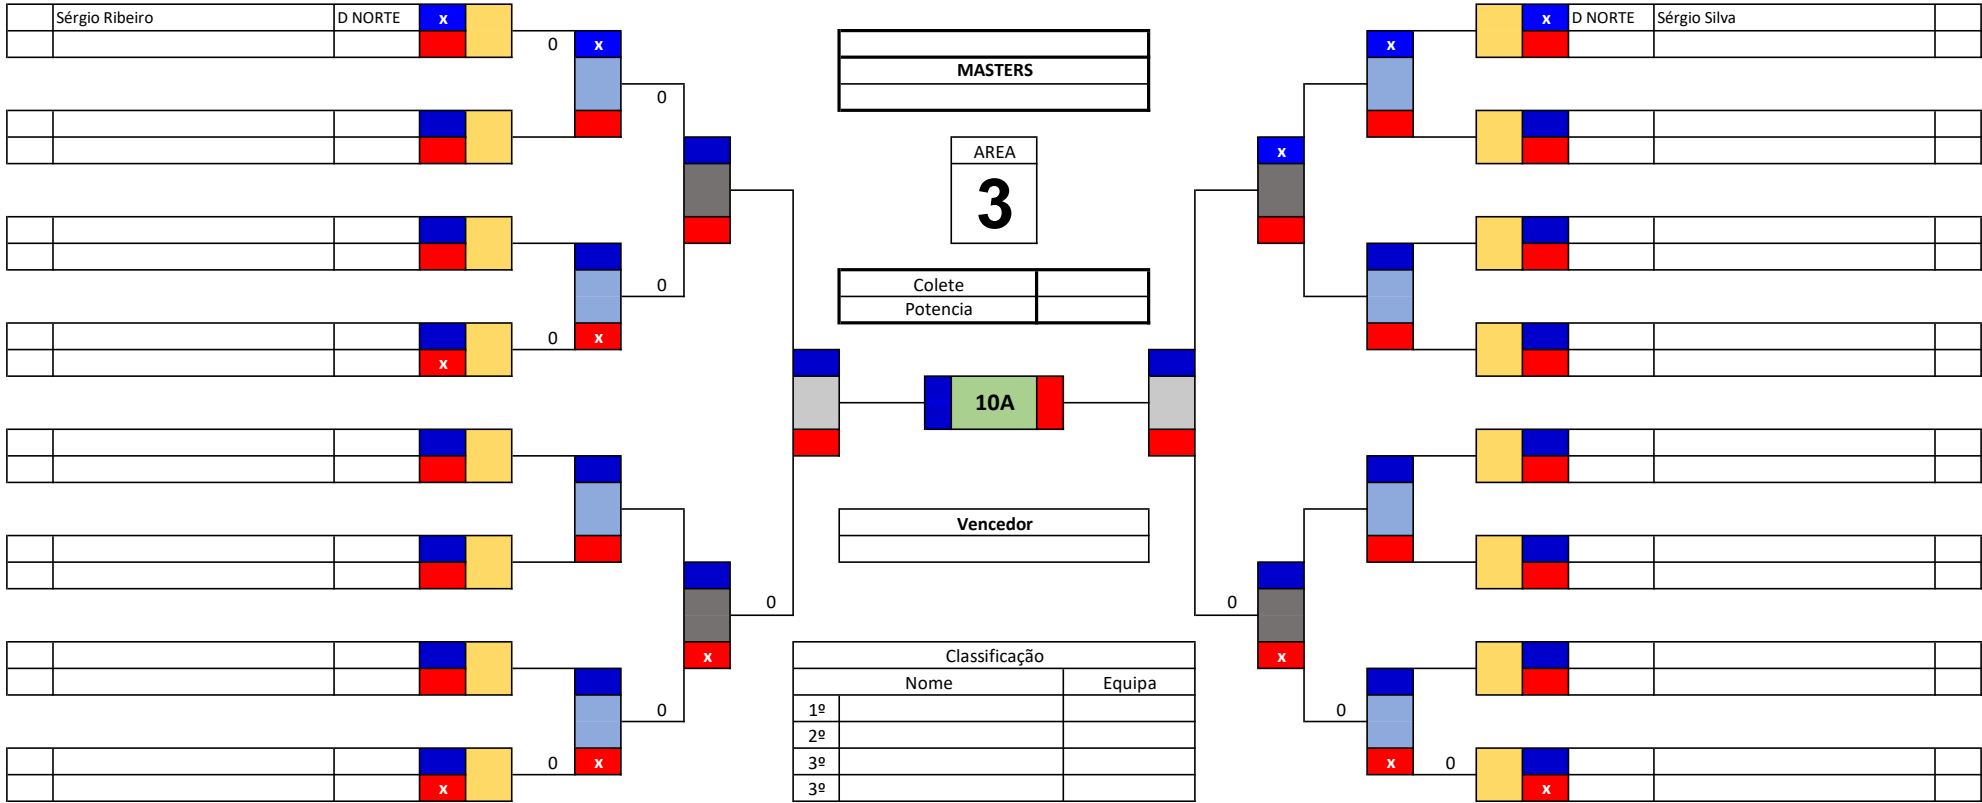 Sérgio Ribeiro D NORTE x
0 x
0
0
0 x
x
0
x
0
0 x
x
MASTERS
AREA
3
Colete
Potencia
10A
Vencedor
Classificação
Nome Equipa
1º
2º
3º
3º
x D NORTE Sérgio Silva
x
x
0
x
0
x 0
x